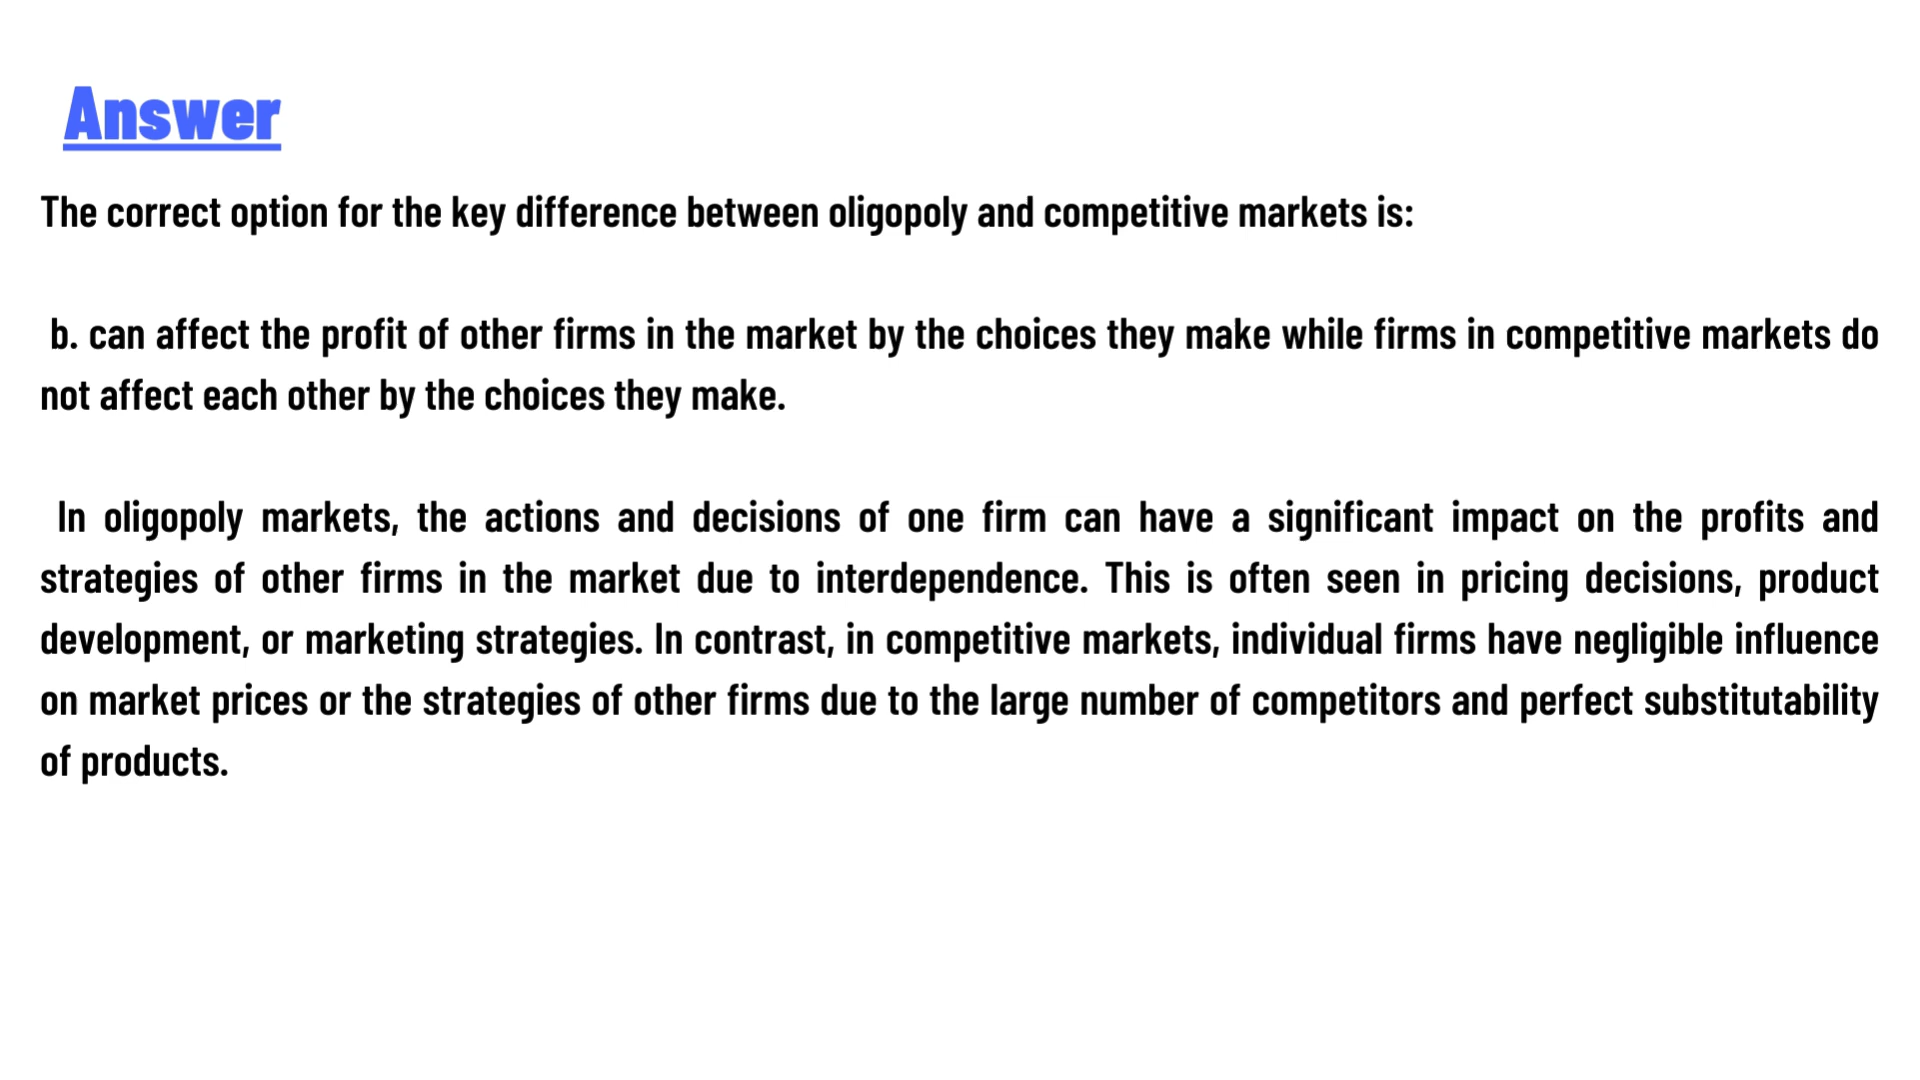 Answer
The correct option for the key difference between oligopoly and competitive markets is:
b. can affect the profit of other firms in the market by the choices they make while firms in competitive markets do
not affect each other by the choices they make.
In oligopoly markets, the actions and decisions of one firm can have a significant impact on the profits and
strategies of other firms in the market due to interdependence. This is often seen in pricing decisions, product
development, or marketing strategies. In contrast, in competitive markets, individual firms have negligible influence
on market prices or the strategies of other firms due to the large number of competitors and perfect substitutability
of products.